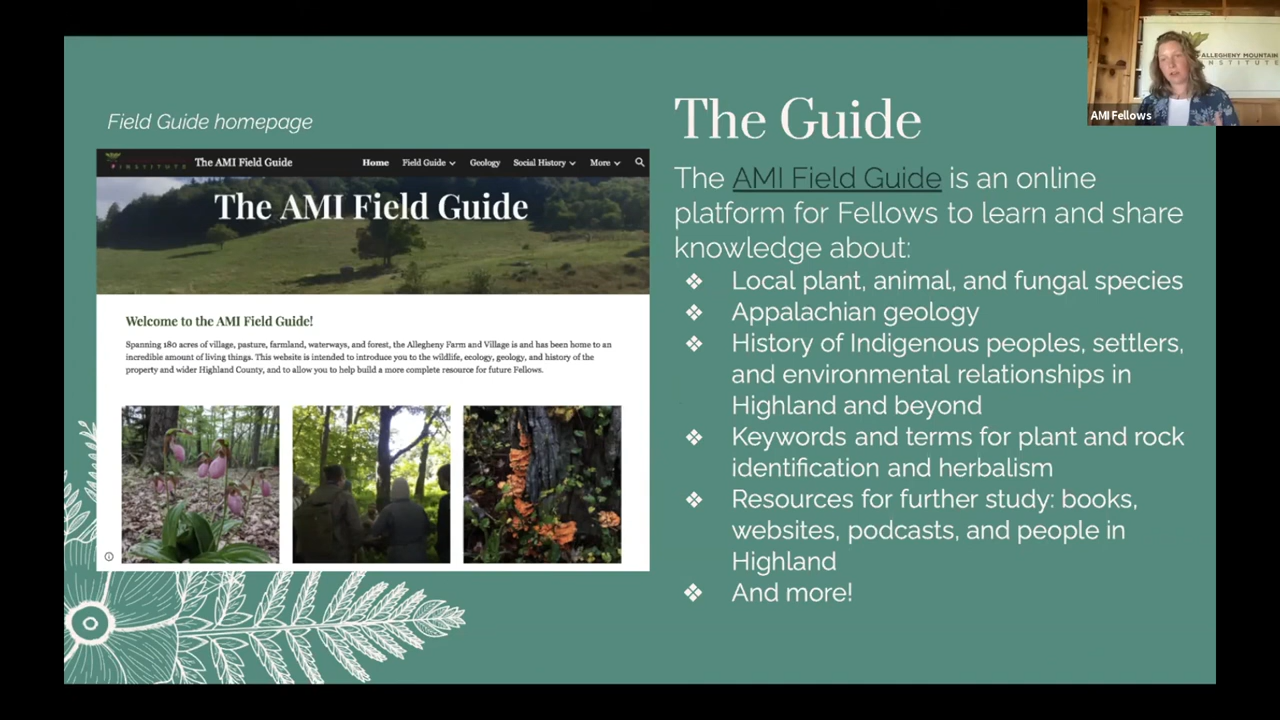 Field Guide homepage
INSTITUTE
The AMI Field Guide
Home
Field Guide
Geology
Social History
More
The AMI Field Guide
Welcome to the AMI Field Guide!
Spanning 180 acres of village, pasture, farmland, waterways, and forest, the Allegheny Farm and Village is and has been home to an
incredible amount of living things. This website is intended to introduce you to the wildlife, ecology, geology, and history of the
property and wider Highland County, and to allow you to help build a more complete resource for future Fellows.
The Guide
The AMI Field Guide is an online
platform for Fellows to learn and share
knowledge about:
❖ Local plant, animal, and fungal species
❖ Appalachian geology
❖ History of Indigenous peoples, settlers,
and environmental relationships in
Highland and beyond
❖ Keywords and terms for plant and rock
identification and herbalism
❖ Resources for further study: books,
websites, podcasts, and people in
Highland
❖ And more!
ALLEGHENY MOUNTAIN
INSTITUTE
AMI Fellows